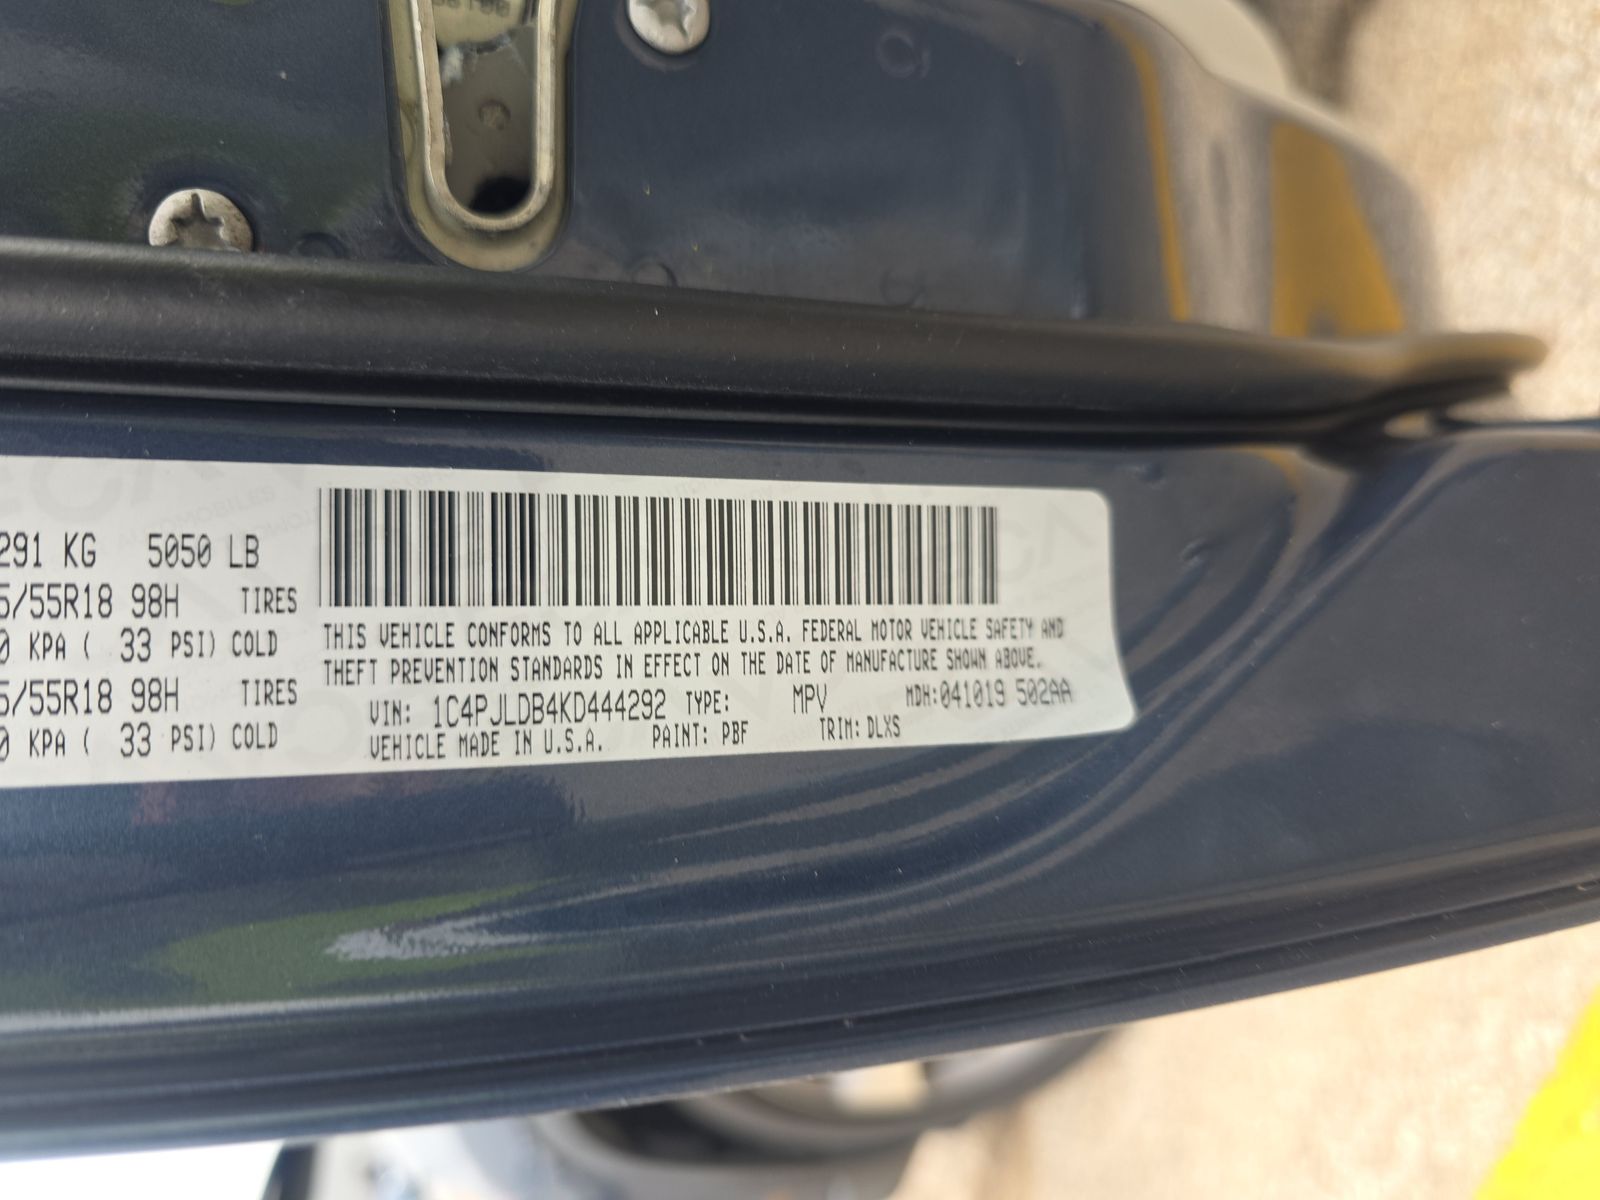 291 KG 5050 LB
5/55R18 98H TIRES
0 KPA ( 33 PSI) COLD
5/55R18 98H TIRES
0 KPA ( 33 PSI) COLD
THIS VEHICLE CONFORMS TO ALL APPLICABLE U.S.A. FEDERAL MOTOR VEHICLE SAFETY AND
THEFT PREVENTION STANDARDS IN EFFECT ON THE DATE OF MANUFACTURE SHOWN ABOVE.
VIN: 1C4PJLDB4KD444292 TYPE: MPV MDH:041019 502AA
VEHICLE MADE IN U.S.A. PAINT: PBF TRIM: DLXS